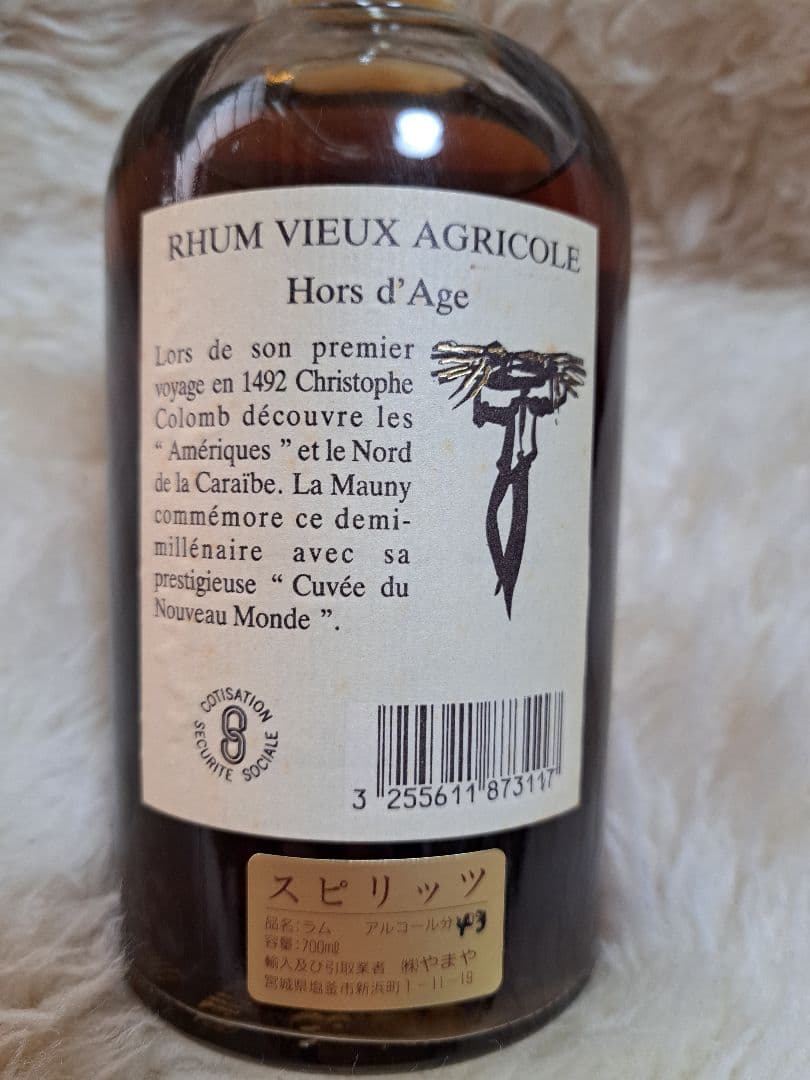 RHUM VIEUX AGRICOLE
Hors d'Age
Lors de son premier
voyage en 1492 Christophe
Colomb découvre les
“ Amériques ” et le Nord
de la Caraïbe. La Mauny
commémore ce demi-
millénaire avec sa
prestigieuse “ Cuvée du
Nouveau Monde ”.
COTISATION
SECURITE SOCIALE
3 255611 873117
スピリッツ
品名:ラム アルコール分 43
容量:700ml
輸入及び引取業者 ㈱やまや
宮城県塩釜市新浜町1-11-19